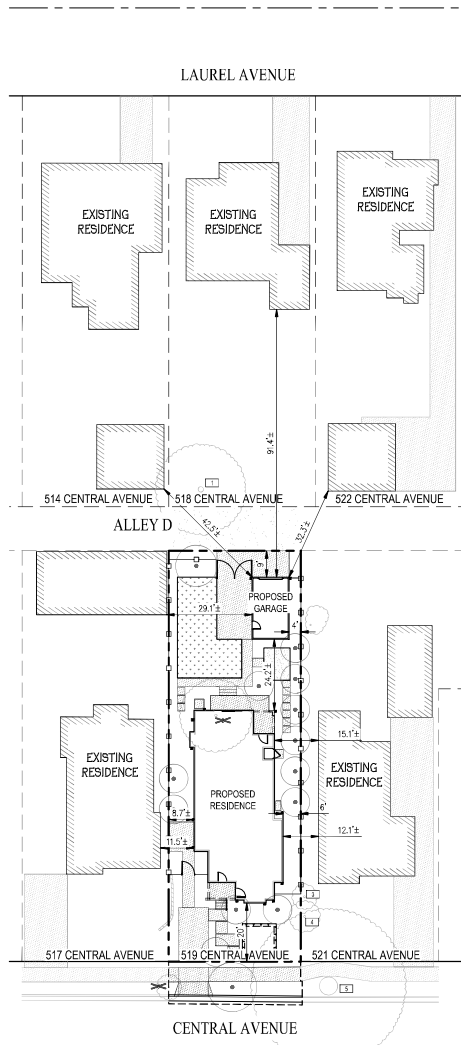 LAUREL AVENUE
EXISTING
RESIDENCE
EXISTING
RESIDENCE
EXISTING
RESIDENCE
91.4'±
1
514 CENTRAL AVENUE
518 CENTRAL AVENUE
522 CENTRAL AVENUE
ALLEY D
42.5'±
32.3'±
9'
PROPOSED
GARAGE
29.1'±
4'
24.2'±
EXISTING
RESIDENCE
15.1'±
EXISTING
RESIDENCE
PROPOSED
RESIDENCE
8.7'±
6'
11.5'±
12.1'±
3
4
20'
517 CENTRAL AVENUE
519 CENTRAL AVENUE
521 CENTRAL AVENUE
5
CENTRAL AVENUE